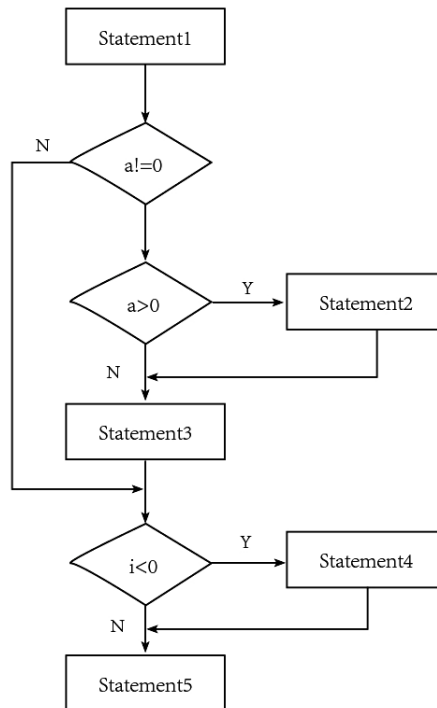 Statement1
N
a!=0
a>0
Y
Statement2
N
Statement3
i<0
Y
Statement4
N
Statement5